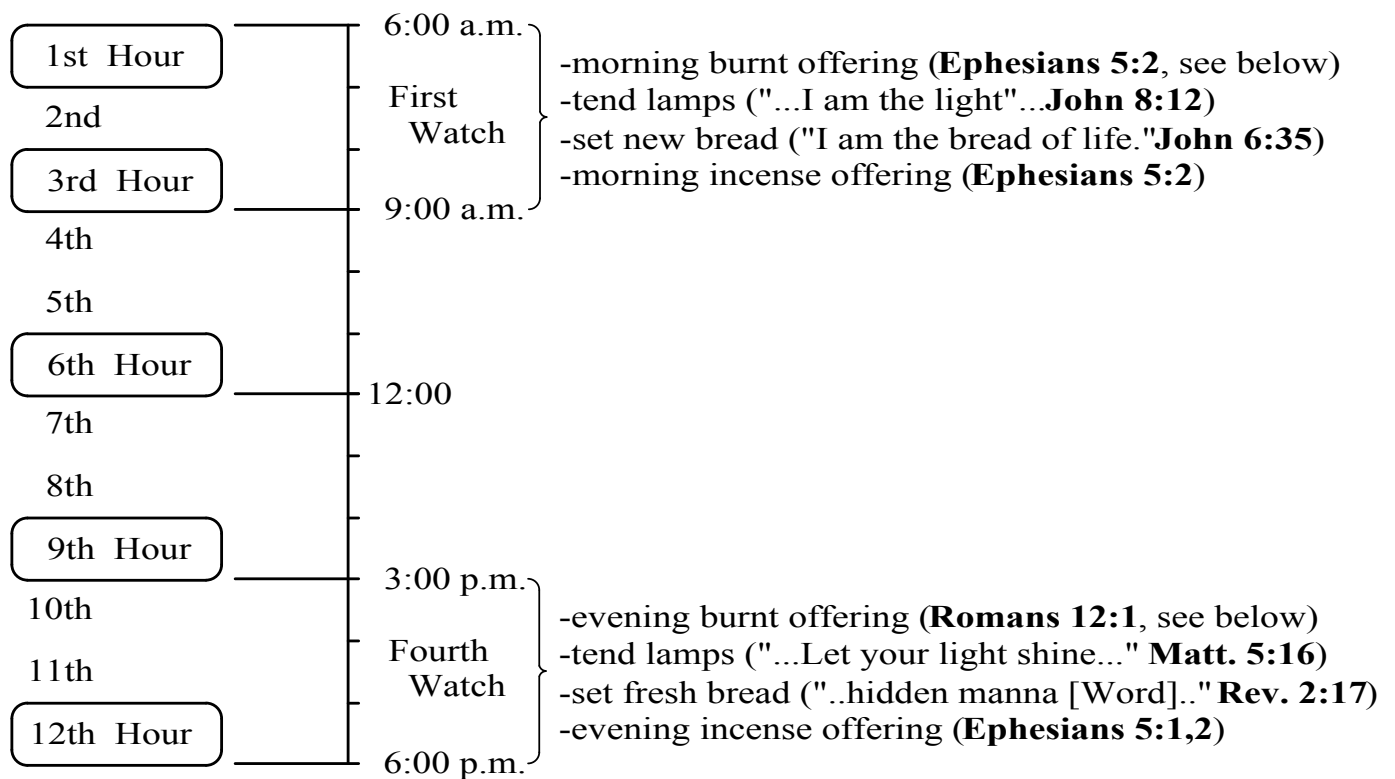 6:00 a.m.
1st Hour
-morning burnt offering (Ephesians 5:2, see below)
First
-tend lamps ("...I am the light"...John 8:12)
2nd
Watch
-set new bread ("I am the bread of life."John 6:35)
3rd Hour
-morning incense offering (Ephesians 5:2)
9:00 a.m.
4th
5th
6th Hour
12:00
7th
8th
9th Hour
3:00 p.m.
10th
-evening burnt offering (Romans 12:1, see below)
Fourth
-tend lamps ("...Let your light shine..." Matt. 5:16)
11th
Watch
-set fresh bread ("..hidden manna [Word].."Rev. 2:17)
12th Hour
-evening incense offering (Ephesians 5:1,2)
6:00 p.m.